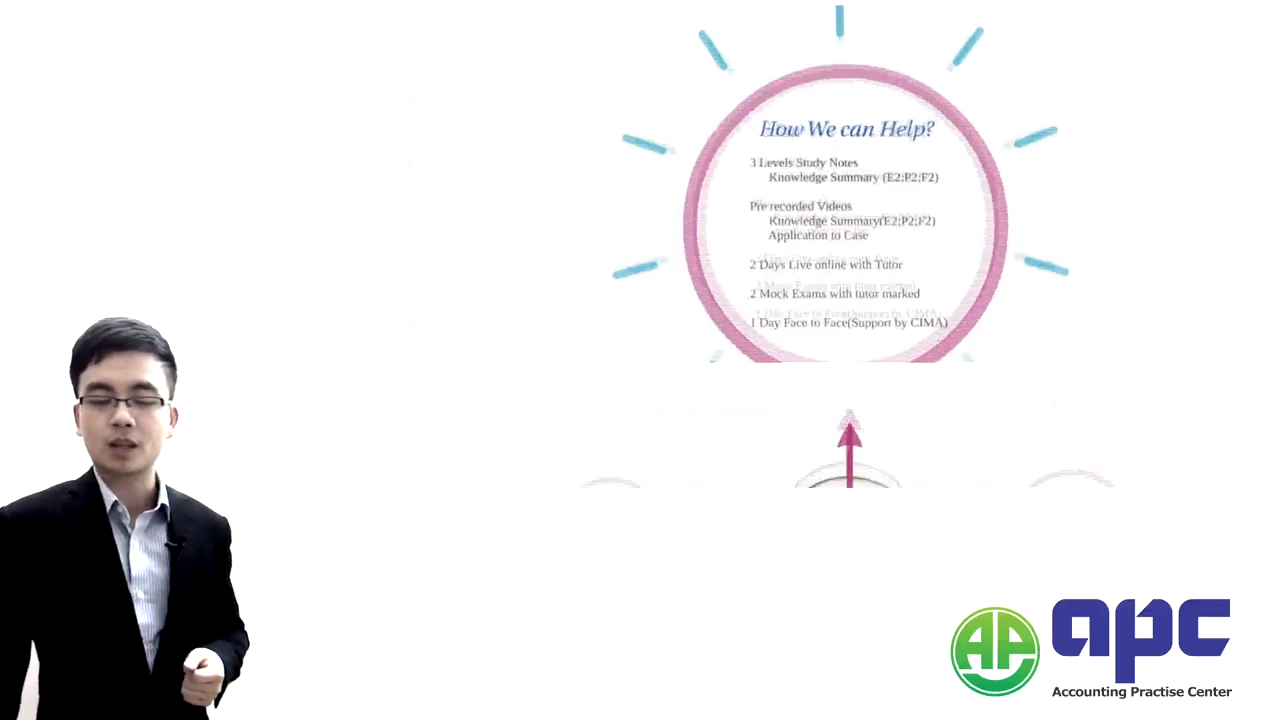 How We can Help?
3 Levels Study Notes
Knowledge Summary (E2;P2;F2)
Pre recorded Videos
Knowledge Summary(E2;P2;F2)
Application to Case
2 Days Live online with Tutor
2 Mock Exams with tutor marked
1 Day Face to Face(Support by CIMA)
AP
apc
Accounting Practise Center